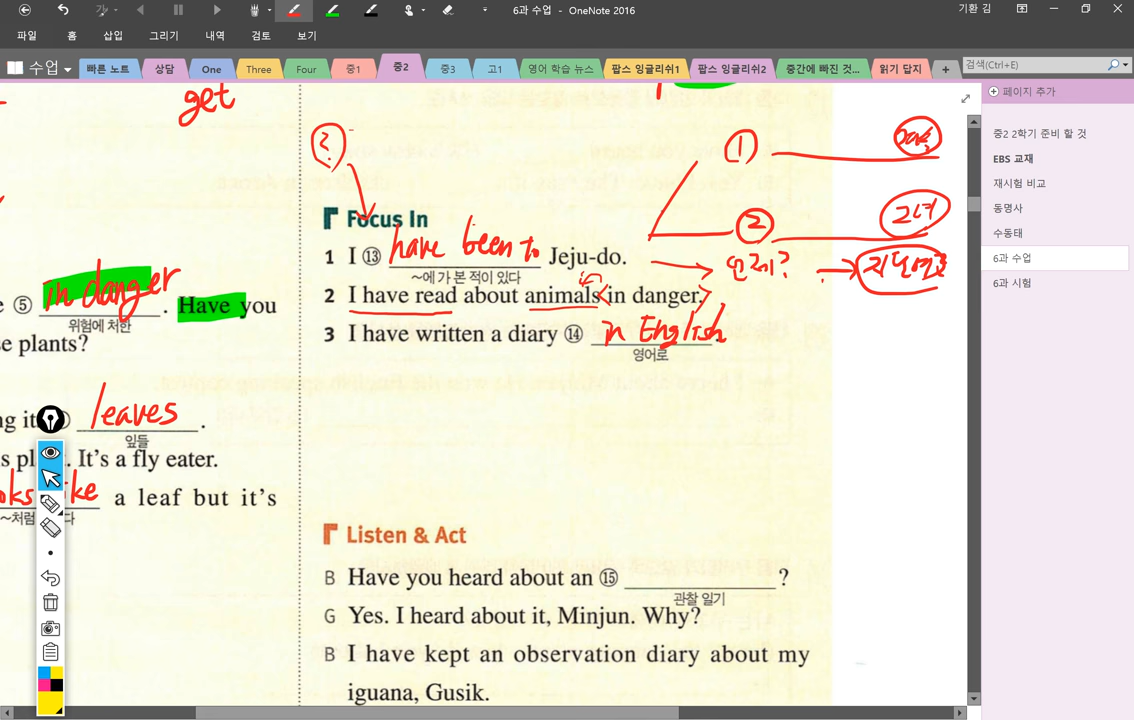 6과 수업 - OneNote 2016
기환 김
파일 홈 삽입 그리기 내역 검토 보기
수업 빠른 노트 상담 One Three Four 중1 중2 중3 고1 영어 학습 뉴스 팝스 잉글리쉬1 팝스 잉글리쉬2 중간에 빠진 것... 읽기 답지 +
검색(Ctrl+E)
페이지 추가
중2 2학기 준비 할 것
EBS 교재
재시험 비교
동명사
수동태
6과 수업
6과 시험
get
⑤ in danger. Have you
위험에 처한
se plants?
ng it leaves.
잎들
s pl . It's a fly eater.
oks like a leaf but it's
~처럼 다
?
①
②
언제?
Focus In
1 I ⑬ have been to Jeju-do.
~에 가 본 적이 있다
2 I have read about animals in danger.
3 I have written a diary ⑭ in English.
영어로
Listen & Act
B Have you heard about an ⑮ ?
관찰 일기
G Yes. I heard about it, Minjun. Why?
B I have kept an observation diary about my
iguana, Gusik.